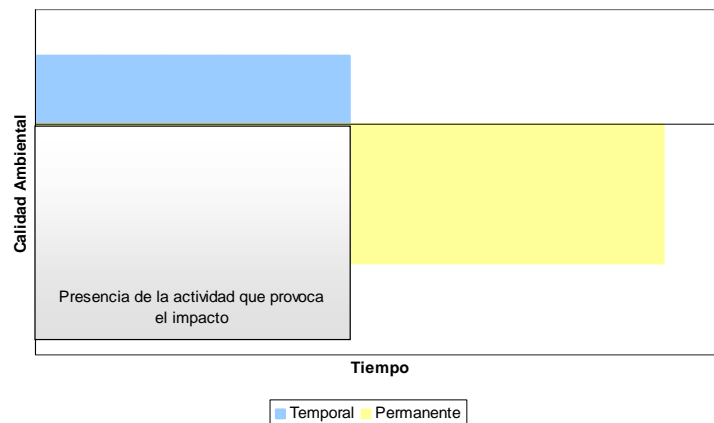 Calidad Ambiental
Presencia de la actividad que provoca
el impacto
Tiempo
Temporal Permanente